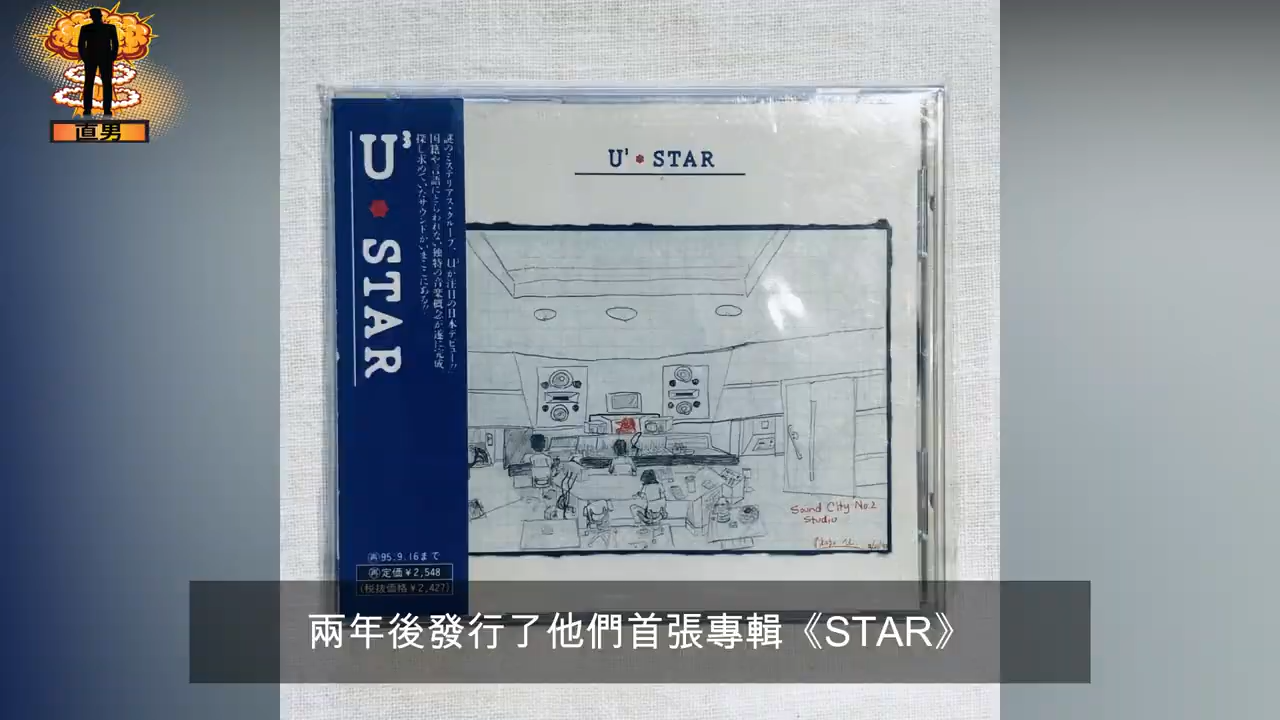 直男
U³ STAR
謎のミステリアス・グループ、U³が注目の日本デビュー!!
国籍や言語にとらわれない独特の音楽概念が遂に完成
探し求めていたサウンドがいまここにある!!
再 95.9.16まで
再 定価¥2,548
(税抜価格¥2,427)
U³ STAR
Sound City No.2
Studio
兩年後發行了他們首張專輯《STAR》